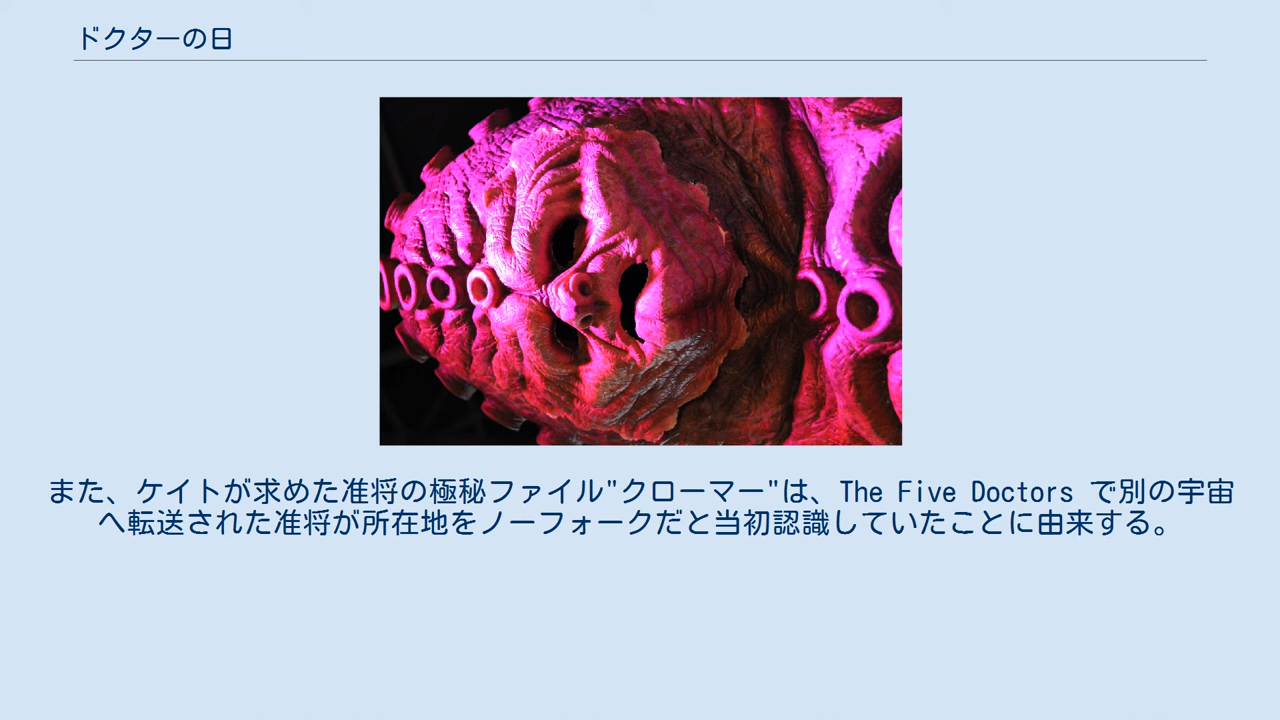 ドクターの日
また、ケイトが求めた准将の極秘ファイル"クローマー"は、The Five Doctors で別の宇宙
へ転送された准将が所在地をノーフォークだと当初認識していたことに由来する。